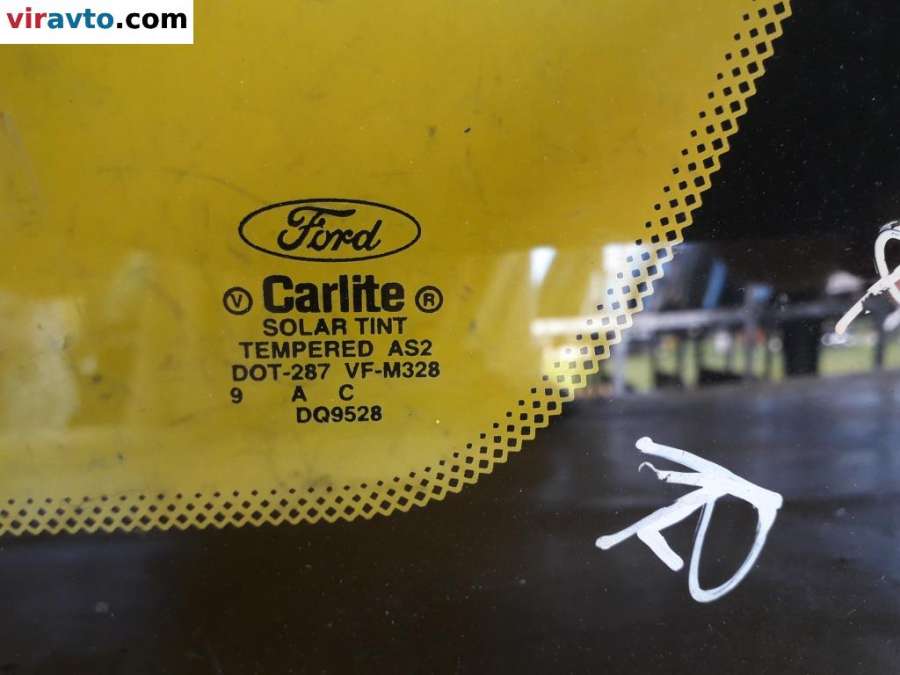 viravto.com
Ford
V Carlite R
SOLAR TINT
TEMPERED AS2
DOT-287 VF-M328
9 A C
DQ9528